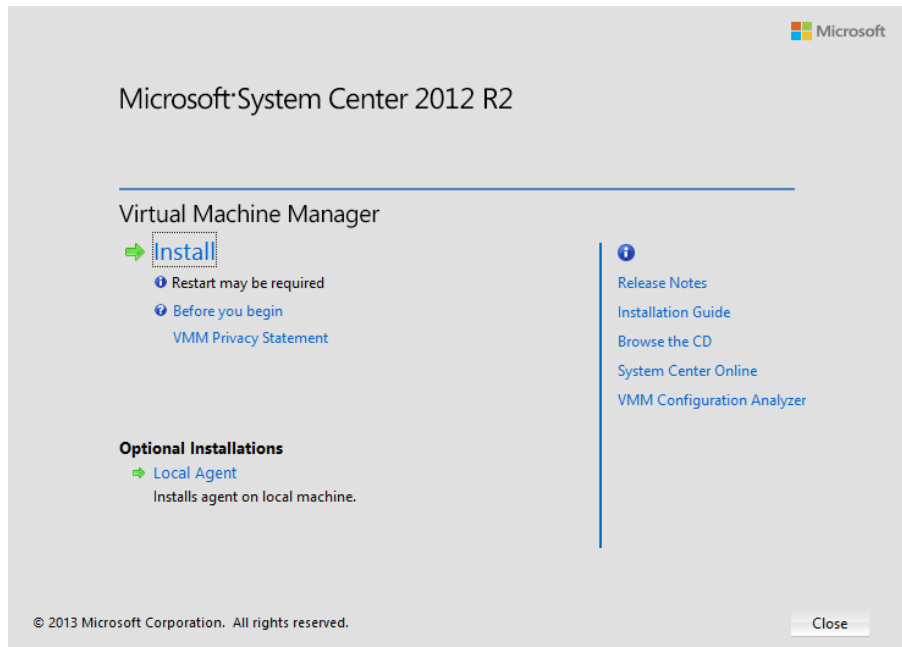 Microsoft
Microsoft System Center 2012 R2
Virtual Machine Manager
Install
Restart may be required
Before you begin
VMM Privacy Statement
Release Notes
Installation Guide
Browse the CD
System Center Online
VMM Configuration Analyzer
Optional Installations
Local Agent
Installs agent on local machine.
© 2013 Microsoft Corporation. All rights reserved.
Close